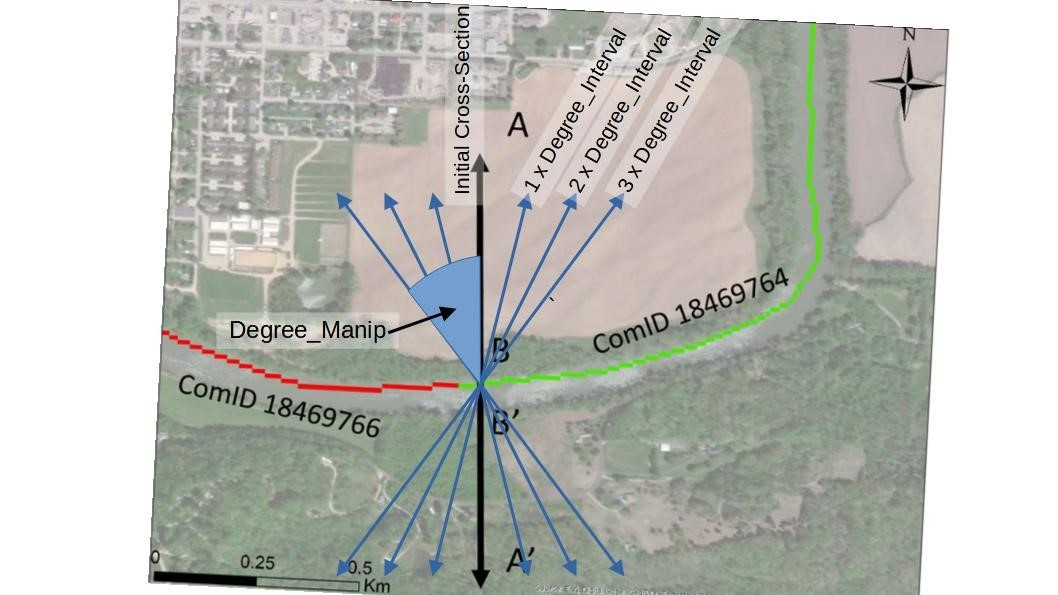 N
Initial Cross-Section
A
1 x Degree_Interval
2 x Degree_Interval
3 x Degree_Interval
ComID 18469764
Degree_Manip
B
ComID 18469766
B’
A’
0 0.25 0.5
Km